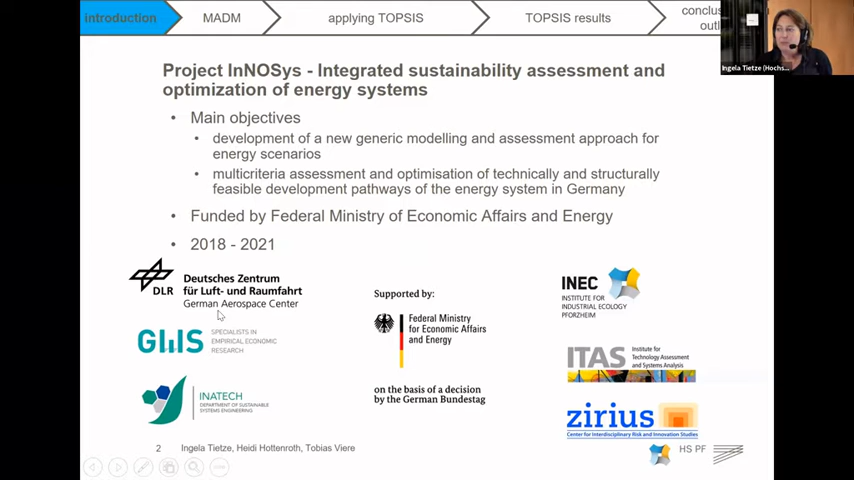 introduction
MADM
applying TOPSIS
TOPSIS results
Ingela Tietze (Hochs...
Project InNOSys - Integrated sustainability assessment and
optimization of energy systems
• Main objectives
• development of a new generic modelling and assessment approach for
energy scenarios
• multicriteria assessment and optimisation of technically and structurally
feasible development pathways of the energy system in Germany
• Funded by Federal Ministry of Economic Affairs and Energy
• 2018 - 2021
DLR
Deutsches Zentrum
für Luft- und Raumfahrt
German Aerospace Center
GWS
SPECIALISTS IN
EMPIRICAL ECONOMIC
RESEARCH
INATECH
DEPARTMENT OF SUSTAINABLE
SYSTEMS ENGINEERING
Supported by:
Federal Ministry
for Economic Affairs
and Energy
on the basis of a decision
by the German Bundestag
INEC
INSTITUTE FOR
INDUSTRIAL ECOLOGY
PFORZHEIM
ITAS
Institute for
Technology Assessment
and Systems Analysis
zirius
Center for Interdisciplinary Risk and Innovation Studies
2
Ingela Tietze, Heidi Hottenroth, Tobias Viere
HS PF